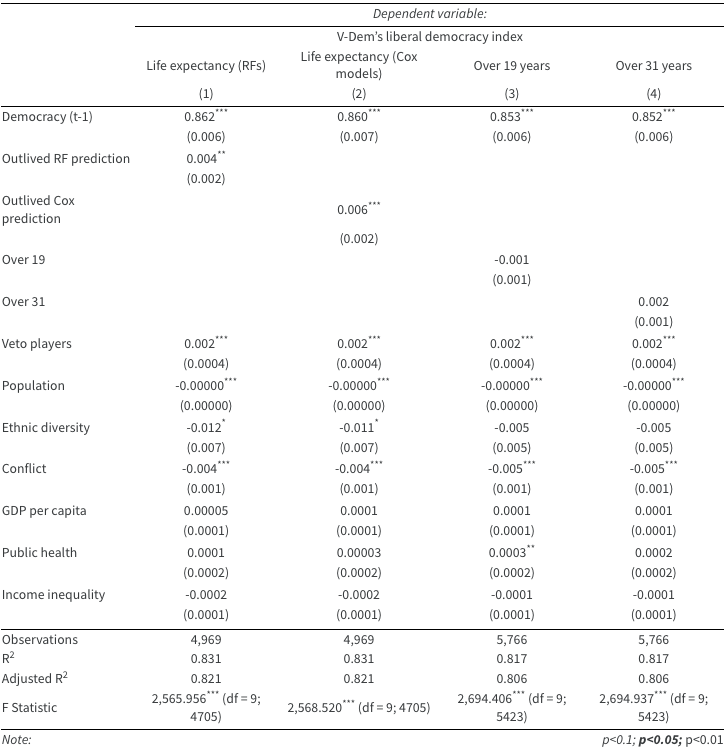 Dependent variable:
V-Dem's liberal democracy index
Life expectancy (RFs) Life expectancy (Cox models) Over 19 years Over 31 years
(1) (2) (3) (4)
Democracy (t-1) 0.862*** 0.860*** 0.853*** 0.852***
(0.006) (0.007) (0.006) (0.006)
Outlived RF prediction 0.004**
(0.002)
Outlived Cox prediction 0.006***
(0.002)
Over 19 -0.001
(0.001)
Over 31 0.002
(0.001)
Veto players 0.002*** 0.002*** 0.002*** 0.002***
(0.0004) (0.0004) (0.0004) (0.0004)
Population -0.00000*** -0.00000*** -0.00000*** -0.00000***
(0.00000) (0.00000) (0.00000) (0.00000)
Ethnic diversity -0.012* -0.011* -0.005 -0.005
(0.007) (0.007) (0.005) (0.005)
Conflict -0.004*** -0.004*** -0.005*** -0.005***
(0.001) (0.001) (0.001) (0.001)
GDP per capita 0.00005 0.0001 0.0001 0.0001
(0.0001) (0.0001) (0.0001) (0.0001)
Public health 0.0001 0.00003 0.0003** 0.0002
(0.0002) (0.0002) (0.0002) (0.0002)
Income inequality -0.0002 -0.0002 -0.0001 -0.0001
(0.0001) (0.0001) (0.0001) (0.0001)
Observations 4,969 4,969 5,766 5,766
R2 0.831 0.831 0.817 0.817
Adjusted R2 0.821 0.821 0.806 0.806
F Statistic 2,565.956*** (df = 9; 4705) 2,568.520*** (df = 9; 4705) 2,694.406*** (df = 9; 5423) 2,694.937*** (df = 9; 5423)
Note: p<0.1; p<0.05; p<0.01